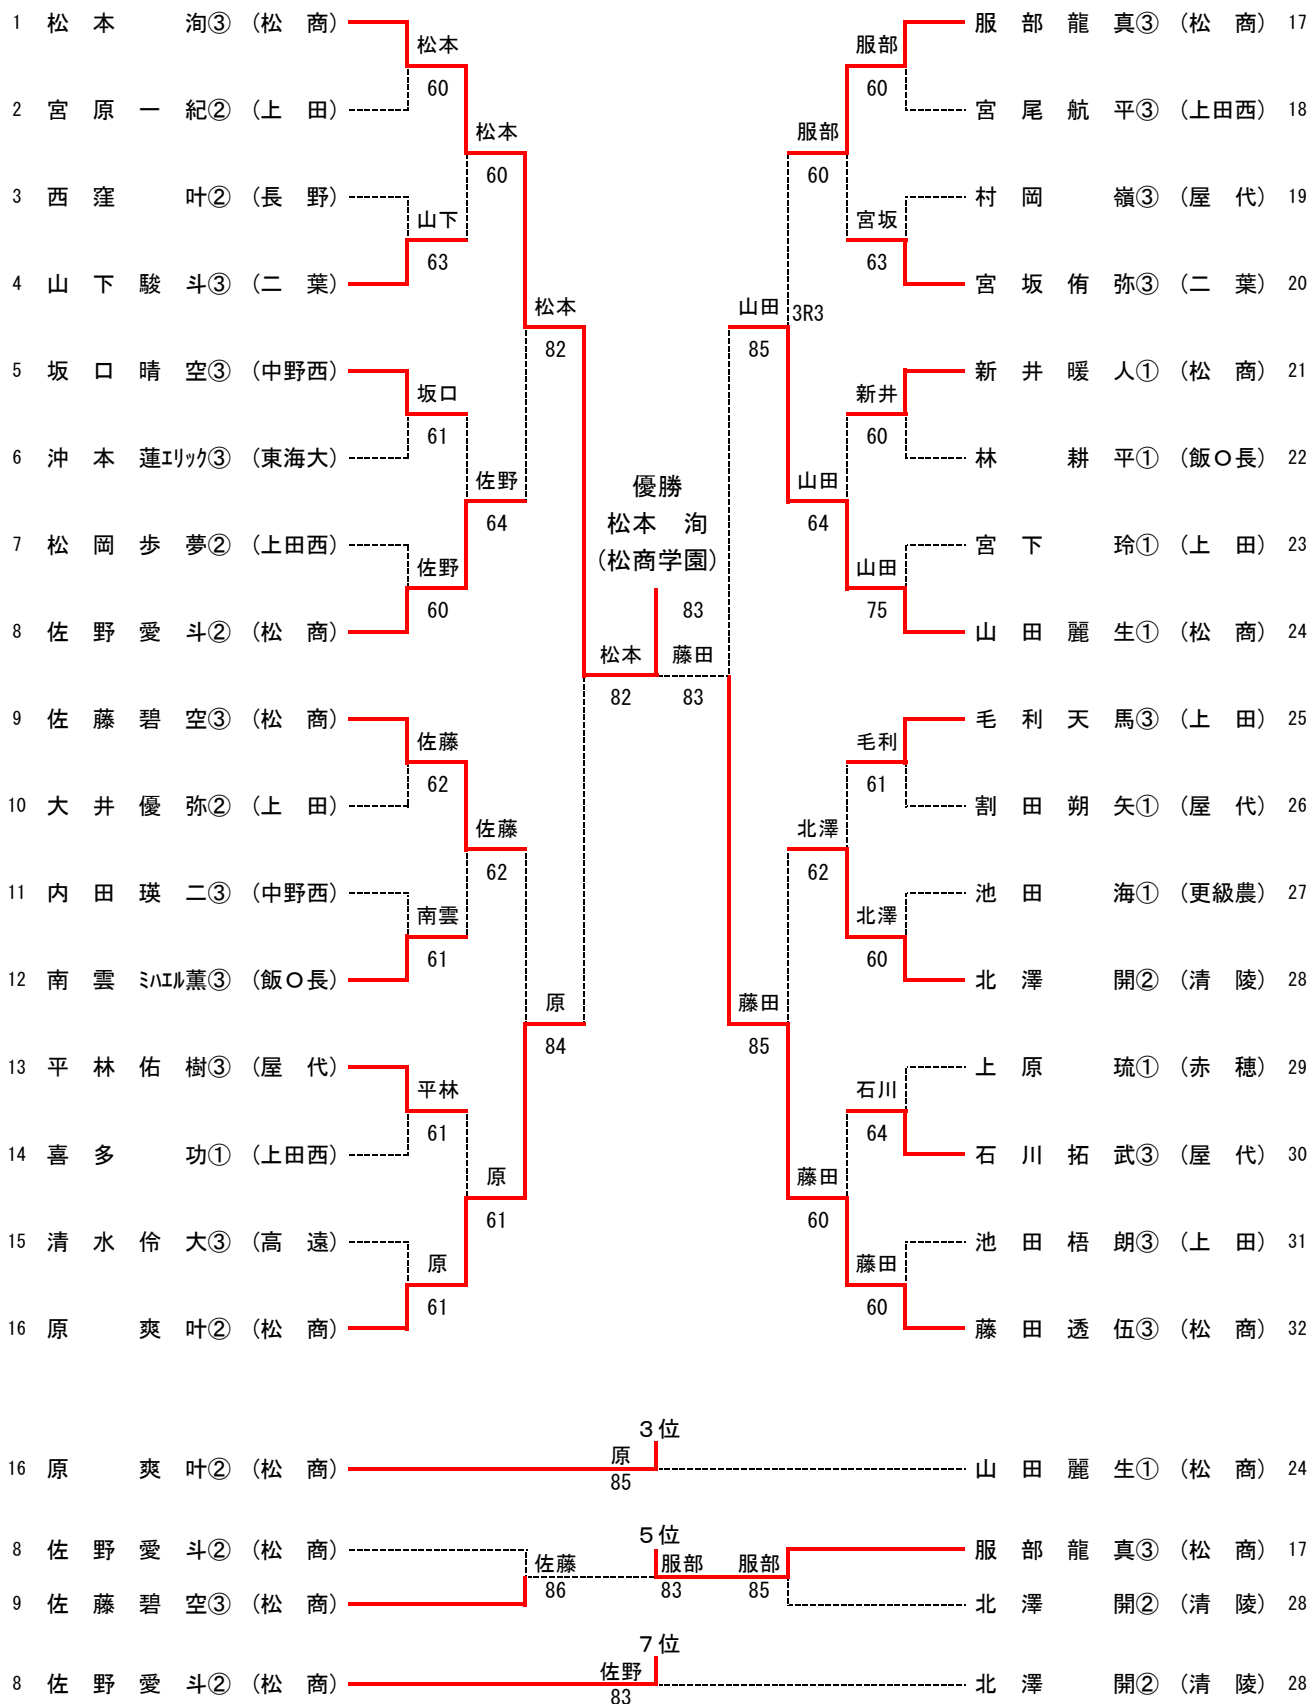 1 松本 洵③ (松 商) 服部龍真③ (松 商) 17
松本 服部
60 60
2 宮原一紀② (上 田) 宮尾航平③ (上田西) 18
松本 服部
60 60
3 西窪 叶② (長 野) 村岡 嶺③ (屋 代) 19
山下 宮坂
63 63
4 山下駿斗③ (二 葉) 宮坂侑弥③ (二 葉) 20
松本 山田 3R3
82 85
5 坂口晴空③ (中野西) 新井暖人① (松 商) 21
坂口 新井
61 60
6 沖本蓮エリック③ (東海大) 林 耕平① (飯O長) 22
佐野 優勝 山田
64 松本 洵 64
7 松岡歩夢② (上田西) 宮下 玲① (上 田) 23
(松商学園)
佐野 山田
60 83 75
8 佐野愛斗② (松 商) 山田麗生① (松 商) 24
松本 藤田
82 83
9 佐藤碧空③ (松 商) 毛利天馬③ (上 田) 25
佐藤 毛利
62 61
10 大井優弥② (上 田) 割田朔矢① (屋 代) 26
佐藤 北澤
62 62
11 内田瑛二③ (中野西) 池田 海① (更級農) 27
南雲 北澤
61 60
12 南雲ミハエル薫③ (飯O長) 北澤 開② (清 陵) 28
原 藤田
84 85
13 平林佑樹③ (屋 代) 上原 琉① (赤 穂) 29
平林 石川
61 64
14 喜多 功① (上田西) 石川拓武③ (屋 代) 30
原 藤田
61 60
15 清水伶大③ (高 遠) 池田梧朗③ (上 田) 31
原 藤田
61 60
16 原 爽叶② (松 商) 藤田透伍③ (松 商) 32
3位
原
16 原 爽叶② (松 商) 山田麗生① (松 商) 24
85
5位
8 佐野愛斗② (松 商) 服部龍真③ (松 商) 17
佐藤 服部 服部
86 83 85
9 佐藤碧空③ (松 商) 北澤 開② (清 陵) 28
7位
佐野
8 佐野愛斗② (松 商) 北澤 開② (清 陵) 28
83